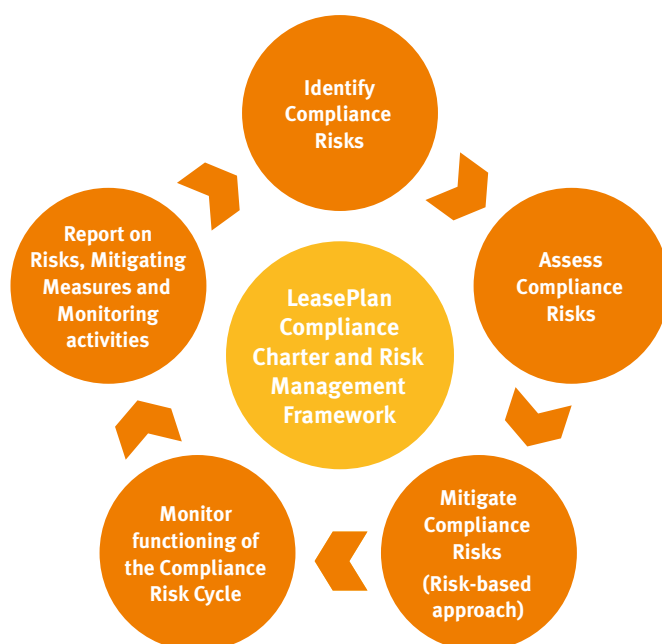 Identify
Compliance
Risks
Assess
Compliance
Risks
Mitigate
Compliance
Risks
(Risk-based
approach)
Monitor
functioning of
the Compliance
Risk Cycle
Report on
Risks, Mitigating
Measures and
Monitoring
activities
LeasePlan
Compliance
Charter and Risk
Management
Framework